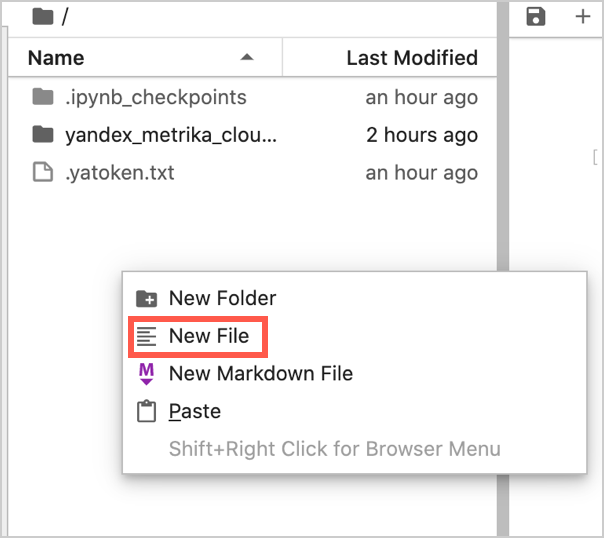 /
Name Last Modified
.ipynb_checkpoints an hour ago
yandex_metrika_clou... 2 hours ago
.yatoken.txt an hour ago
New Folder
New File
New Markdown File
Paste
Shift+Right Click for Browser Menu